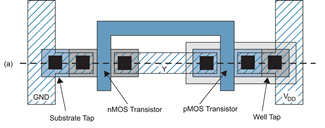 (a)
Y
GND
V_DD
nMOS Transistor
pMOS Transistor
Substrate Tap
Well Tap